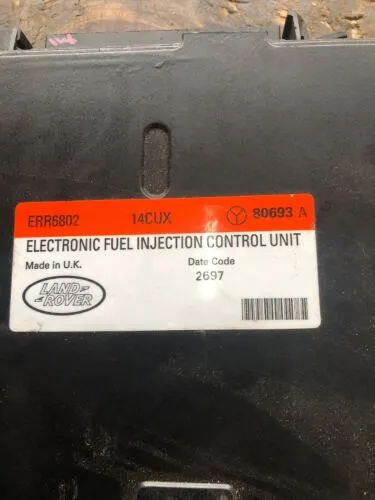 ERR6802 14CUX 80693 A
ELECTRONIC FUEL INJECTION CONTROL UNIT
Made in U.K. Date Code
2697
LAND
ROVER